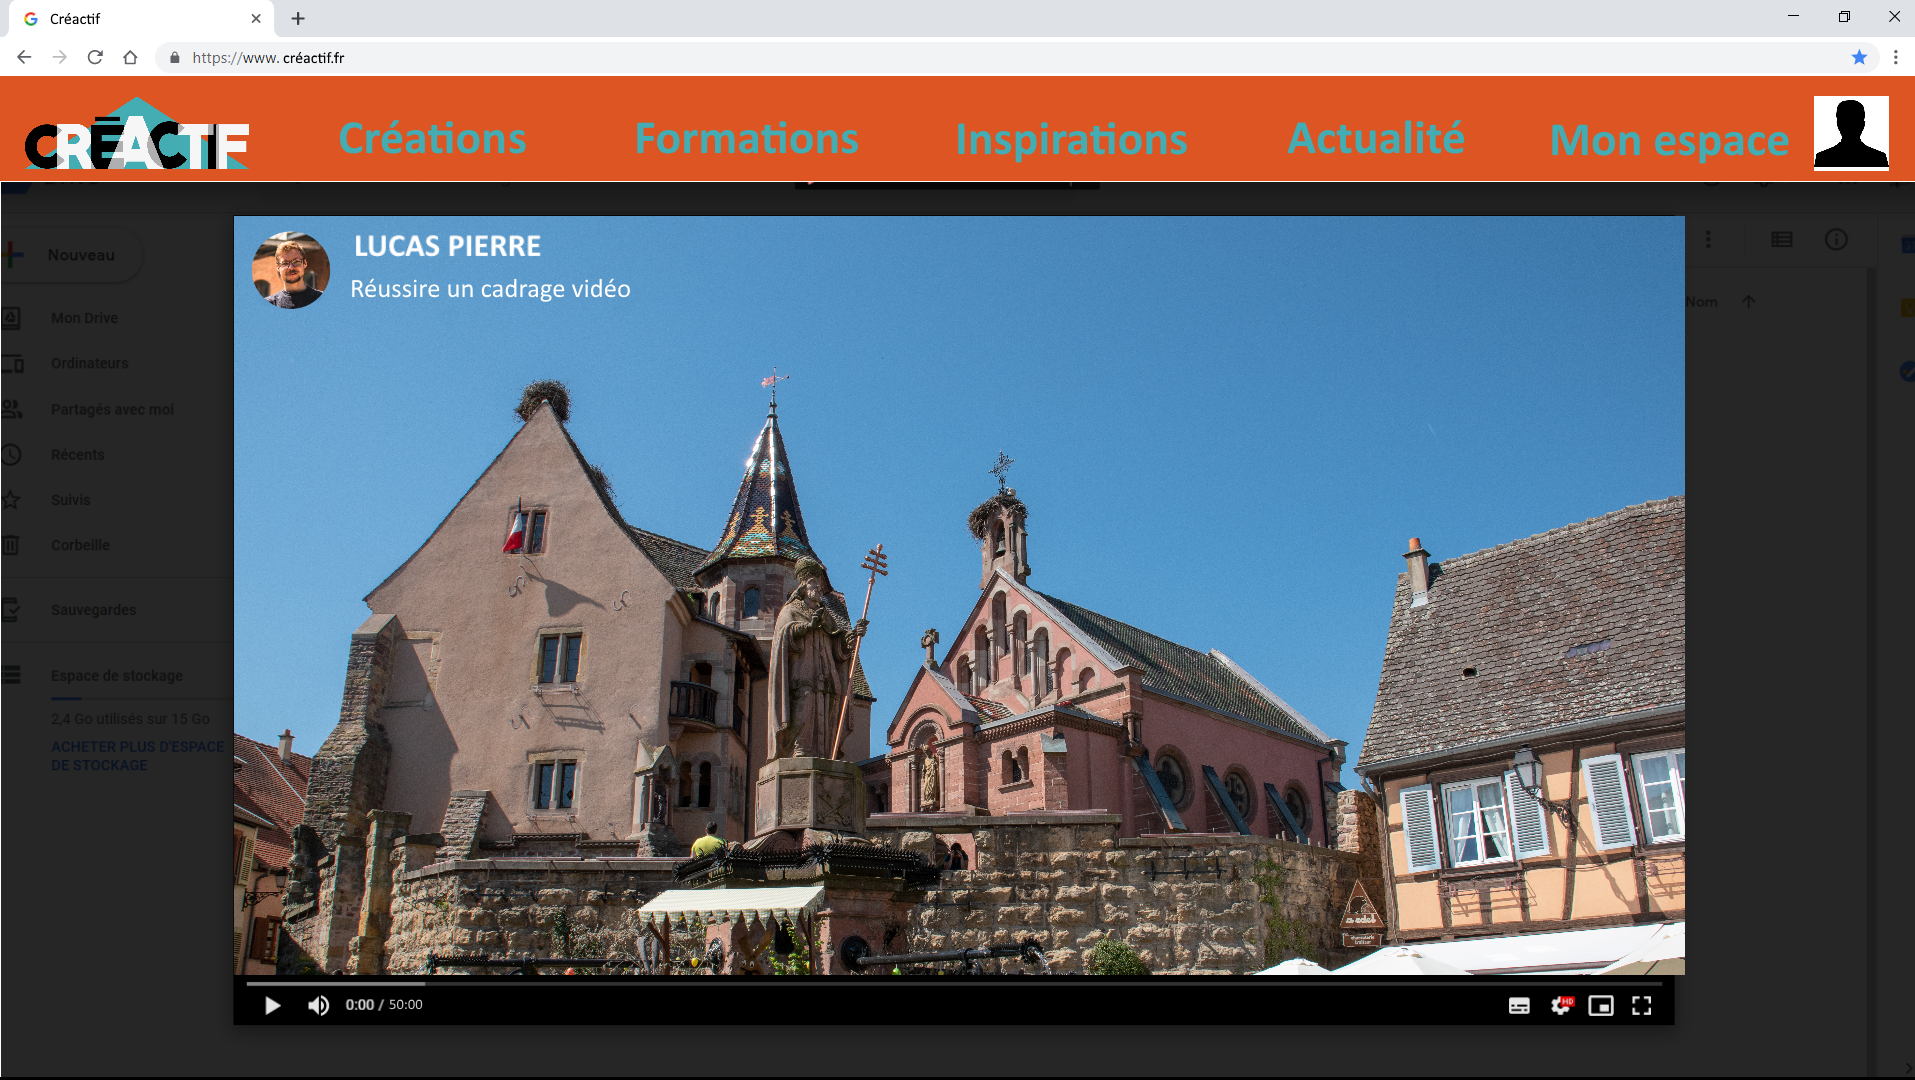 Créactif
https://www. créactif.fr
CRÉACTIF
Créations
Formations
Inspirations
Actualité
Mon espace
LUCAS PIERRE
Réussire un cadrage vidéo
Nouveau
Nom
Mon Drive
Ordinateurs
Partagés avec moi
Récents
Suivis
Corbeille
Sauvegardes
Espace de stockage
2,4 Go utilisés sur 15 Go
ACHETER PLUS D'ESPACE
DE STOCKAGE
0:00 / 50:00
HD